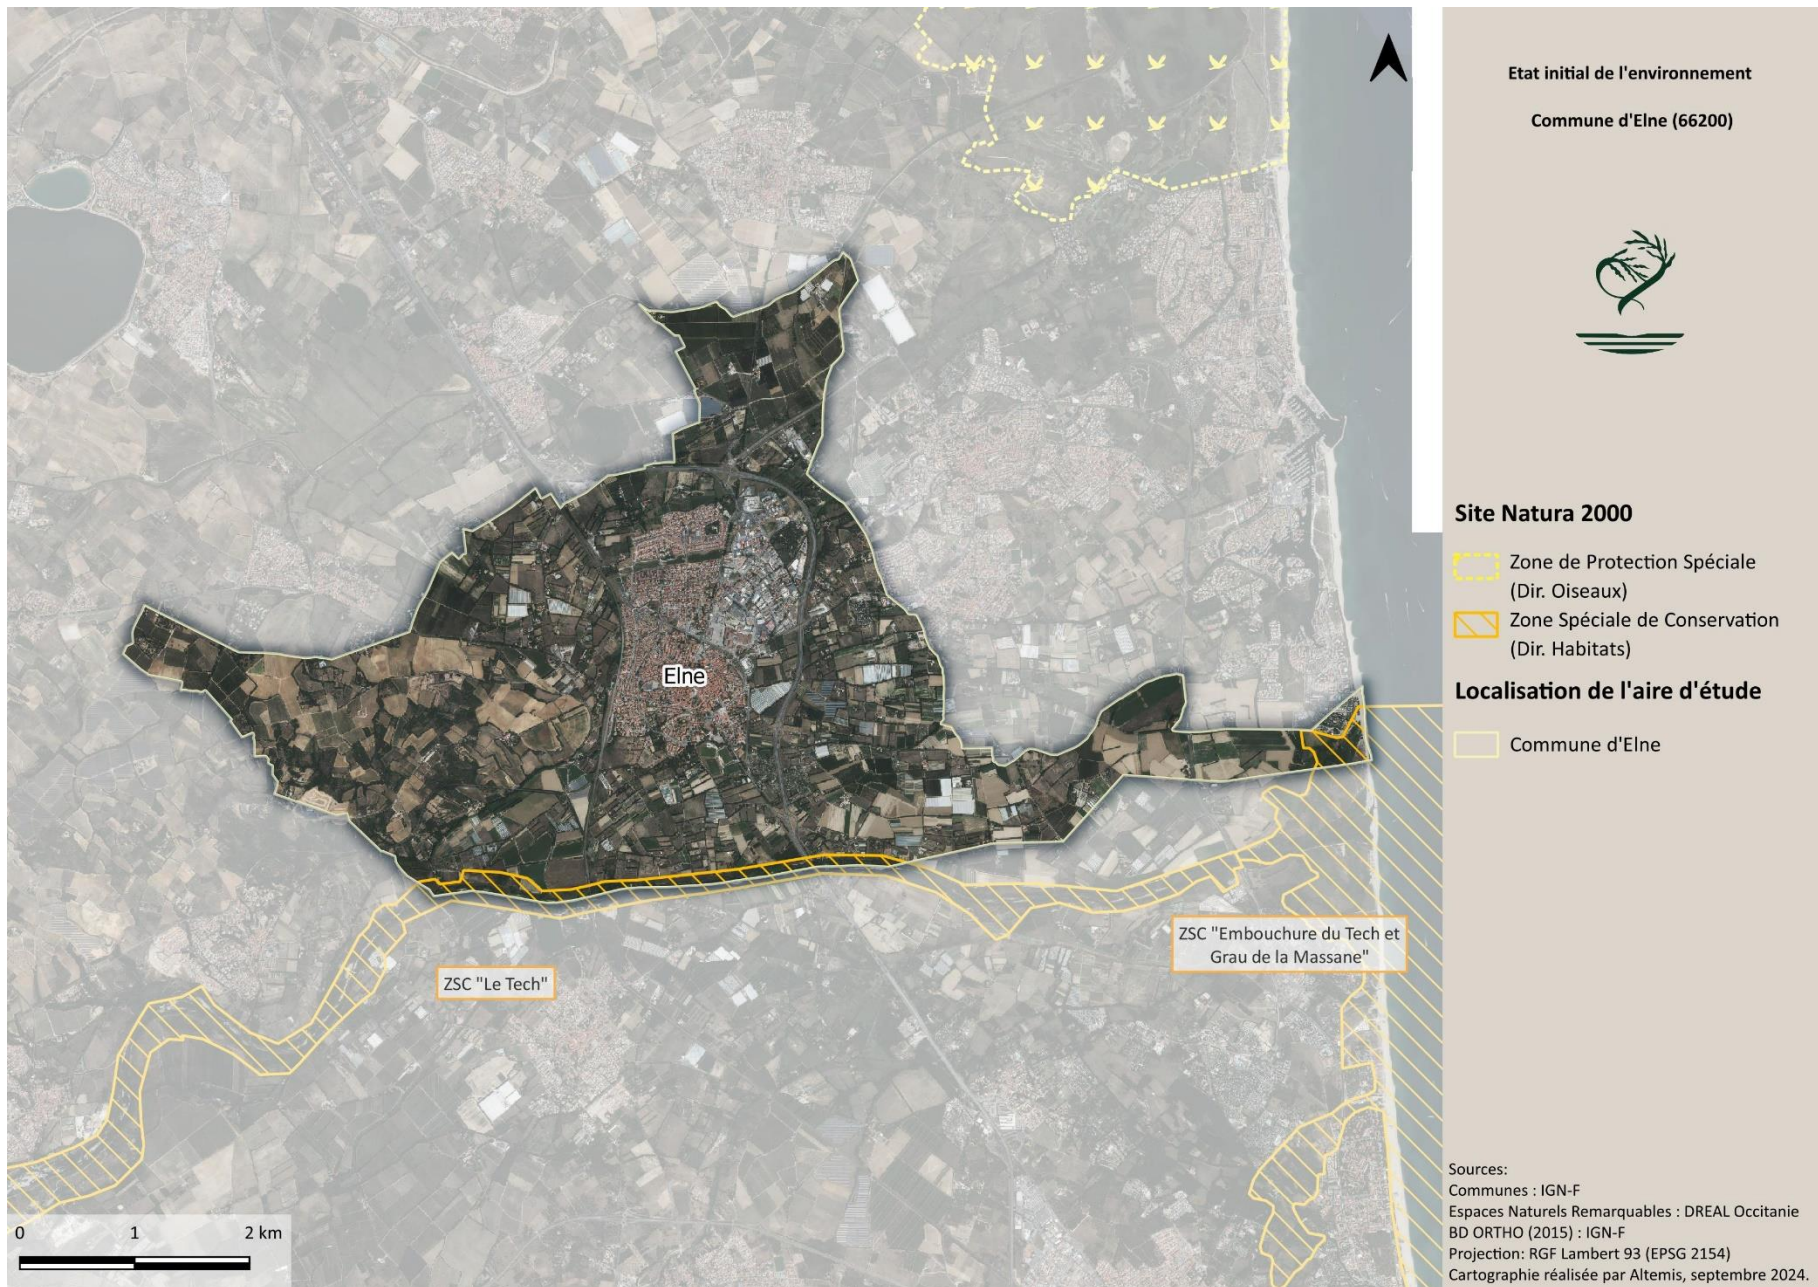 Etat initial de l'environnement
Commune d'Elne (66200)
Site Natura 2000
Zone de Protection Spéciale
(Dir. Oiseaux)
Zone Spéciale de Conservation
(Dir. Habitats)
Localisation de l'aire d'étude
Commune d'Elne
Elne
ZSC "Embouchure du Tech et
Grau de la Massane"
ZSC "Le Tech"
0 1 2 km
Sources:
Communes : IGN-F
Espaces Naturels Remarquables : DREAL Occitanie
BD ORTHO (2015) : IGN-F
Projection: RGF Lambert 93 (EPSG 2154)
Cartographie réalisée par Altemis, septembre 2024.